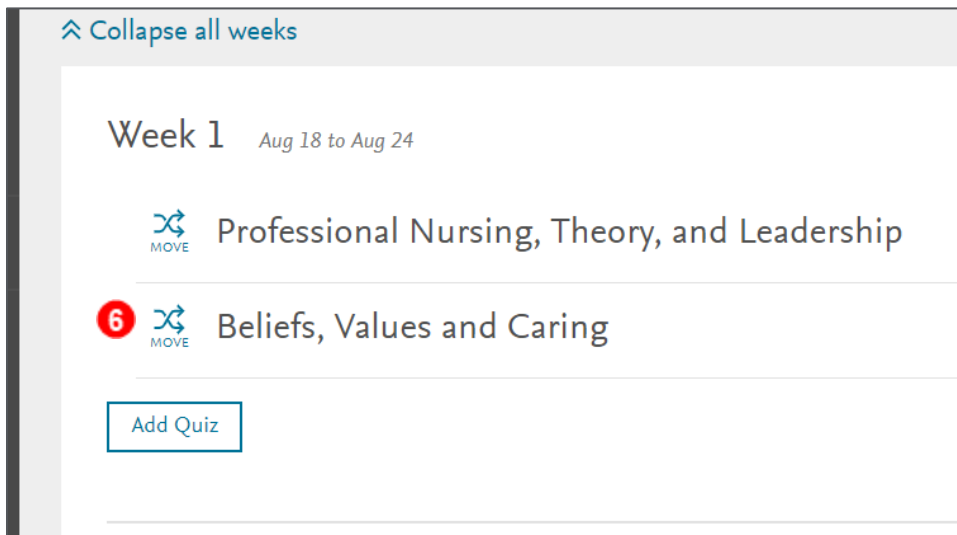 Collapse all weeks
Week 1 Aug 18 to Aug 24
MOVE Professional Nursing, Theory, and Leadership
6 MOVE Beliefs, Values and Caring
Add Quiz